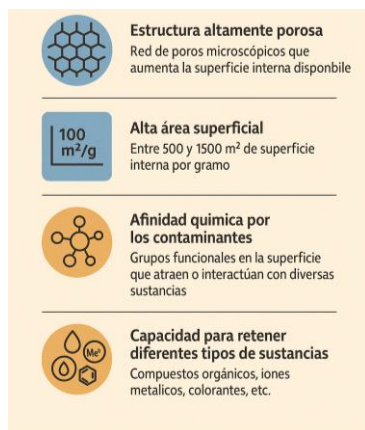 Estructura altamente porosa
Red de poros microscópicos que
aumenta la superficie interna disponbile
100
m²/g
Alta área superficial
Entre 500 y 1500 m² de superficie
interna por gramo
Afinidad quimica por
los contaminantes
Grupos funcionales en la superficie
que atraen o interactúan con diversas
sustancias
Me⁺
Capacidad para retener
diferentes tipos de sustancias
Compuestos orgánicos, iones
metalicos, colorantes, etc.